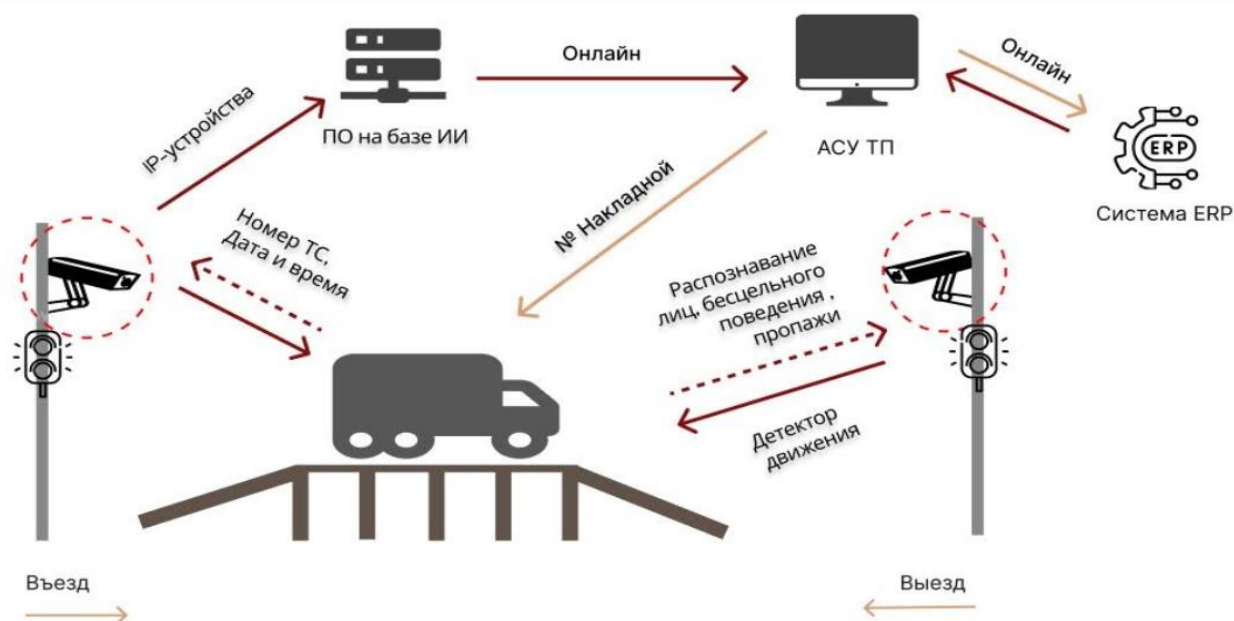 Онлайн
Онлайн
IP-устройства
ПО на базе ИИ
АСУ ТП
ERP
Система ERP
№ Накладной
Номер ТС,
Дата и время
Распознавание
лиц, бесцельного
поведения ,
пропажи
Детектор
движения
Въезд
Выезд